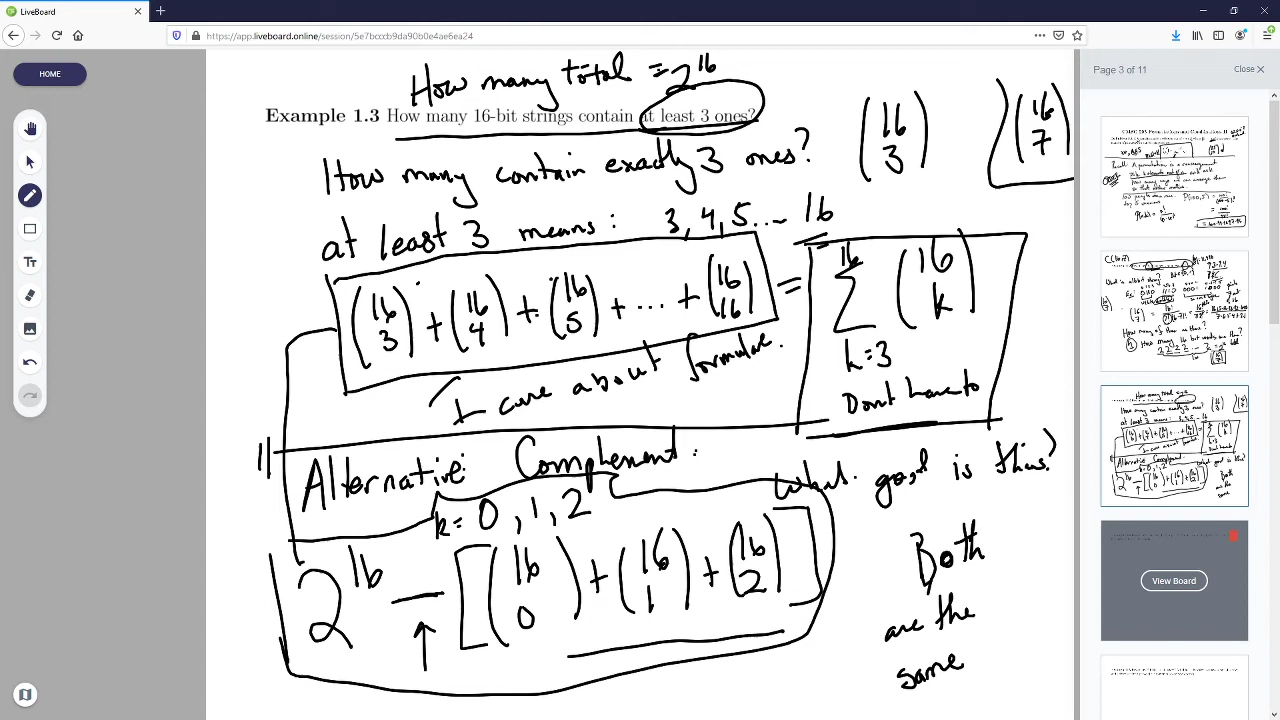 LiveBoard
https://app.liveboard.online/session/5e7bcccb9da90b0e4ae6ea24
HOME
Page 3 of 11
Close
How many total = 2^16
Example 1.3 How many 16-bit strings contain at least 3 ones?
How many contain exactly 3 ones?
(16 3)
(16 7)
at least 3 means: 3, 4, 5 ... 16
(16 3) + (16 4) + (16 5) + ... + (16 16) = 16 Σ k=3 (16 k)
I care about formulae.
Don't have to
Alternative: Complement.
What good is this?
k = 0, 1, 2
2^16 - [(16 0) + (16 1) + (16 2)]
Both
are the
same
View Board